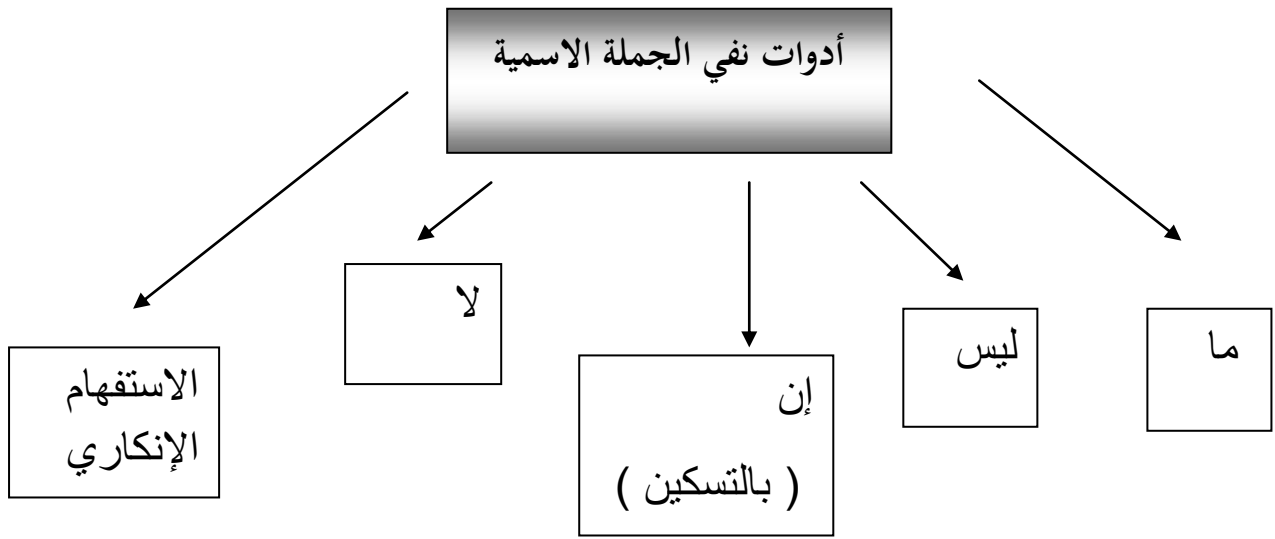 أدوات نفي الجملة الاسمية
ما
ليس
إن
( بالتسكين )
لا
الاستفهام
الإنكاري